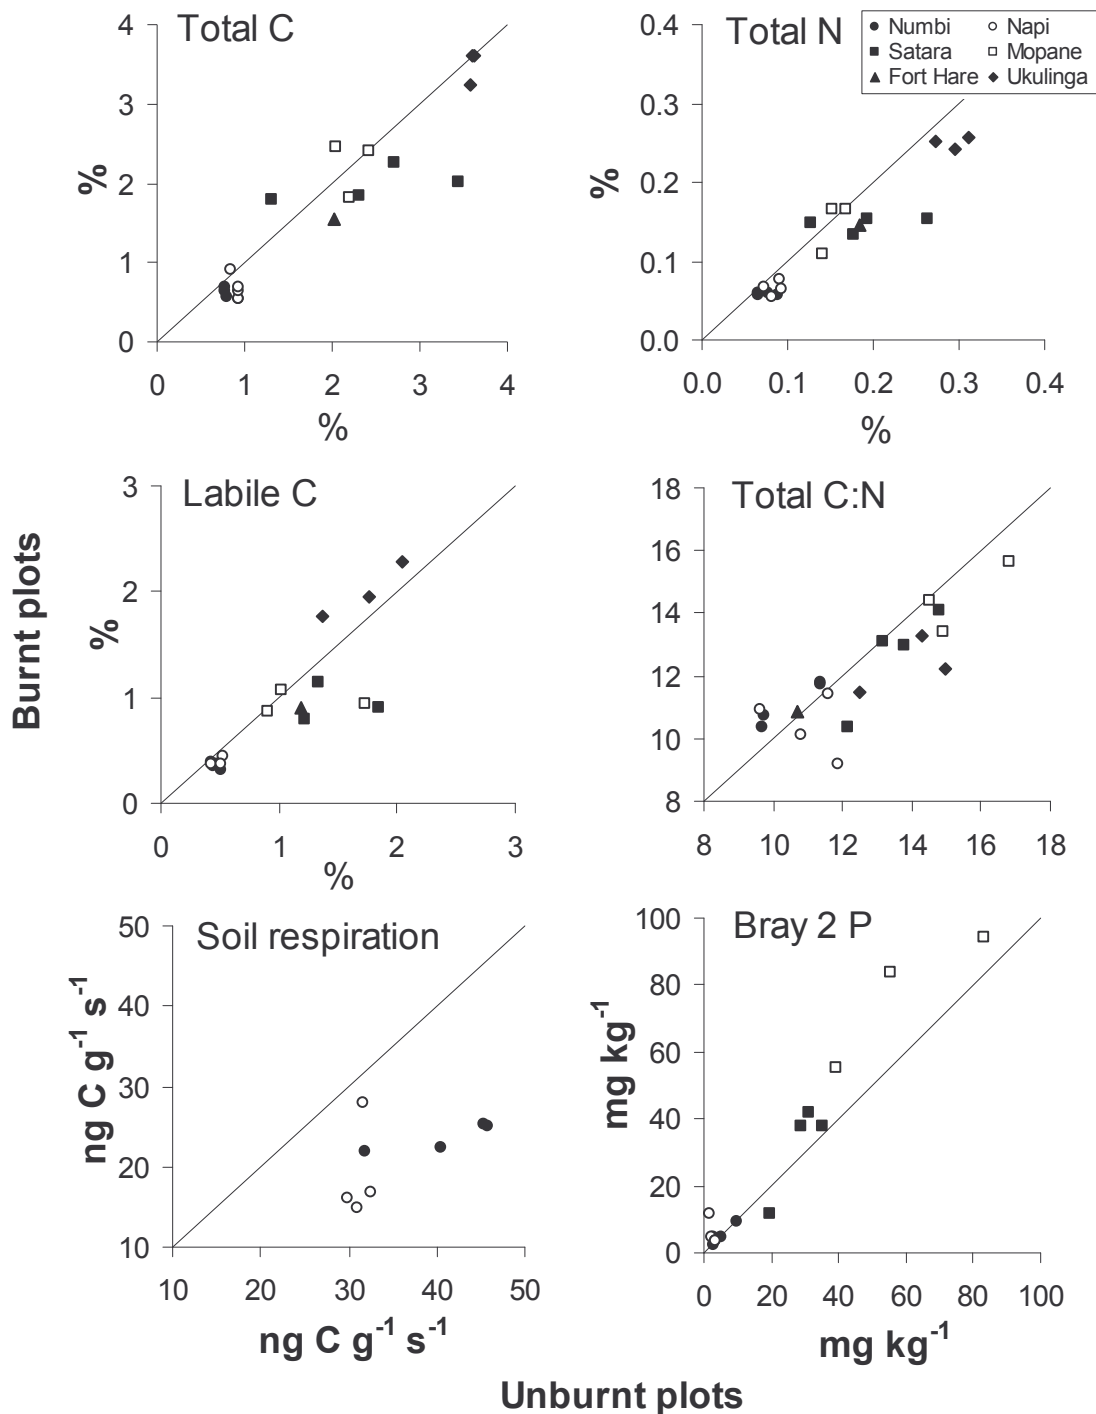 Total C
4
3
2
1
0
%
0 1 2 3 4
%
Total N
0.4
0.3
0.2
0.1
0.0
%
0.0 0.1 0.2 0.3 0.4
%
Numbi Napi
Satara Mopane
Fort Hare Ukulinga
Labile C
3
2
1
0
%
0 1 2 3
%
Total C:N
18
16
14
12
10
8
8 10 12 14 16 18
Soil respiration
50
40
30
20
10
ng C g⁻¹ s⁻¹
10 20 30 40 50
ng C g⁻¹ s⁻¹
Bray 2 P
100
80
60
40
20
0
mg kg⁻¹
0 20 40 60 80 100
mg kg⁻¹
Burnt plots
Unburnt plots